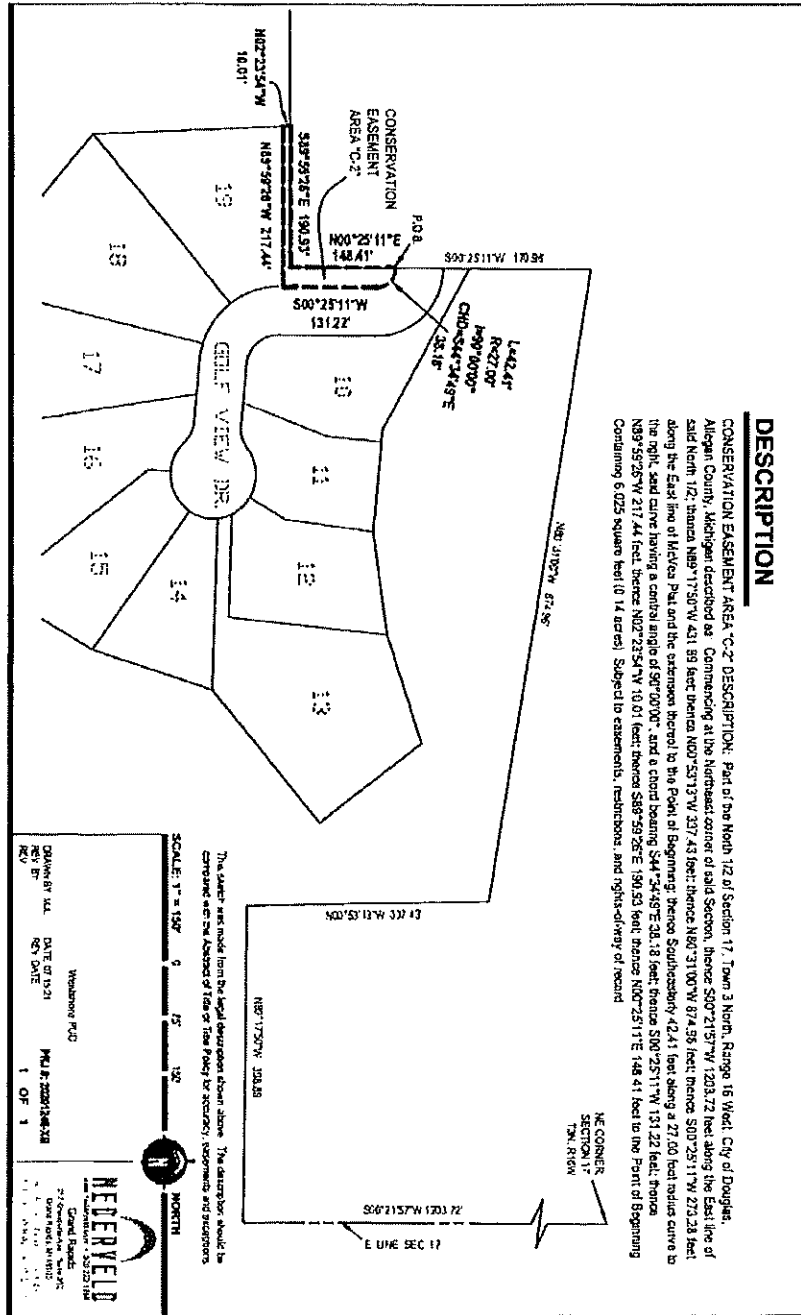 DESCRIPTION
CONSERVATION EASEMENT AREA "C-2" DESCRIPTION: Part of the North 1/2 of Section 17, Town 3 North, Range 16 West, City of Douglas,
Allegan County, Michigan described as: Commencing at the Northeast corner of said Section, thence S00°21'57"W 1203.72 feet along the East line of
said North 1/2; thence N89°17'50"W 431.89 feet; thence N00°53'13"W 337.43 feet; thence N80°31'00"W 874.96 feet; thence S00°25'11"W 273.28 feet
along the East line of McVea Plat and the extension thereof to the Point of Beginning; thence Southeasterly 42.41 feet along a 27.00 foot radius curve to
the right, said curve having a central angle of 90°00'00", and a chord bearing S44°34'49"E 38.18 feet; thence S00°25'11"W 131.22 feet; thence
N89°59'26"W 217.44 feet; thence N02°23'54"W 10.01 feet; thence S89°59'26"E 190.93 feet; thence N00°25'11"E 148.41 feet to the Point of Beginning
Containing 6,025 square feet (0.14 acres) Subject to easements, restrictions, and rights-of-way of record
NE CORNER
SECTION 17
T3N, R16W
S00°21'57"W 1203.72'
E LINE SEC 17
N00°53'13"W 337.43'
N89°17'50"W
N80°31'00"W 874.96'
S00°25'11"W
L=42.41'
R=27.00'
90°00'00"
CHD=S44°34'49"E
38.18'
P.O.B.
N00°25'11"E
148.41'
S00°25'11"W
131.22'
CONSERVATION
EASEMENT
AREA "C-2"
S89°59'26"E 190.93'
N89°59'26"W 217.44'
N02°23'54"W
10.01'
GOLF VIEW DR.
10
11
12
13
14
15
16
17
18
19
This sketch was made from the legal description shown above. The description should be
compared with the Abstract of Title or Title Policy for accuracy, easements and exceptions
SCALE: 1" = 150'
0 75' 150'
N
NORTH
PUD
DRAWN BY DATE 07.15.21
REV BY REV DATE
REV
PRJ #:
1 OF 1
NEDERVELD
Grand Rapids